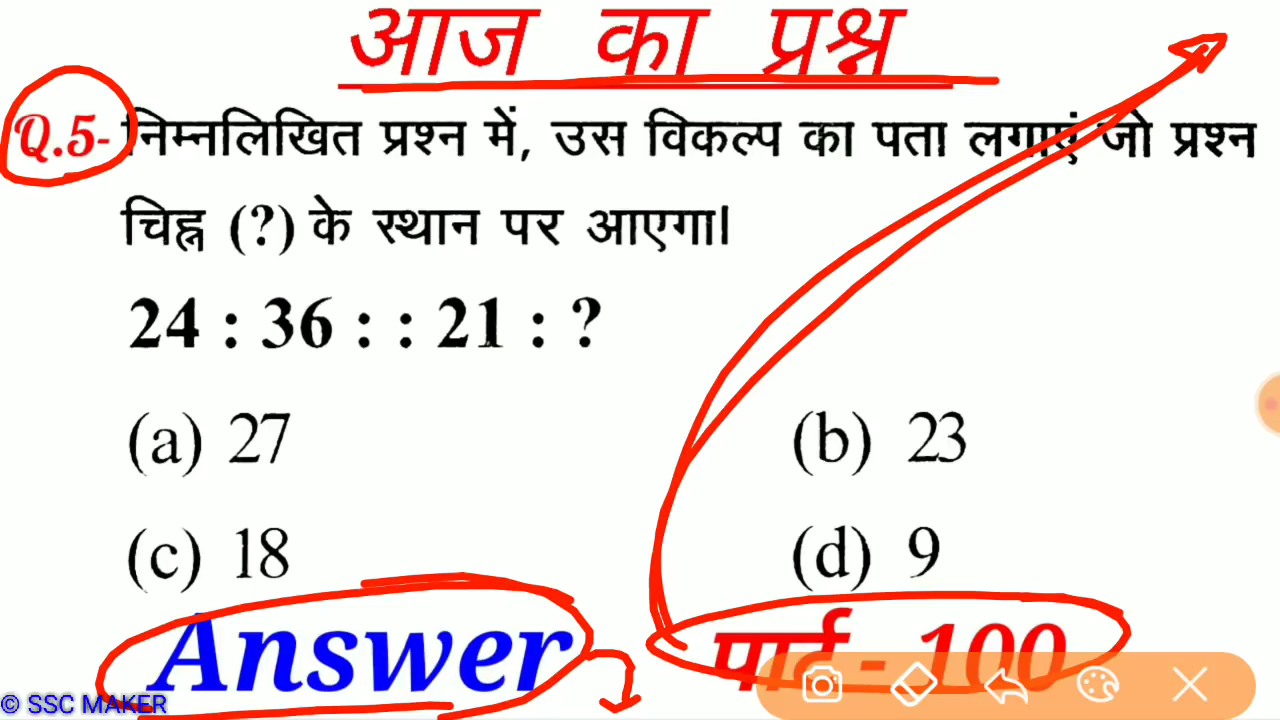 आज का प्रश्न
Q.5- निम्नलिखित प्रश्न में, उस विकल्प का पता लगाएं जो प्रश्न
चिह्न (?) के स्थान पर आएगा।
24 : 36 : : 21 : ?
(a) 27 (b) 23
(c) 18 (d) 9
Answer पार्ट - 100
© SSC MAKER